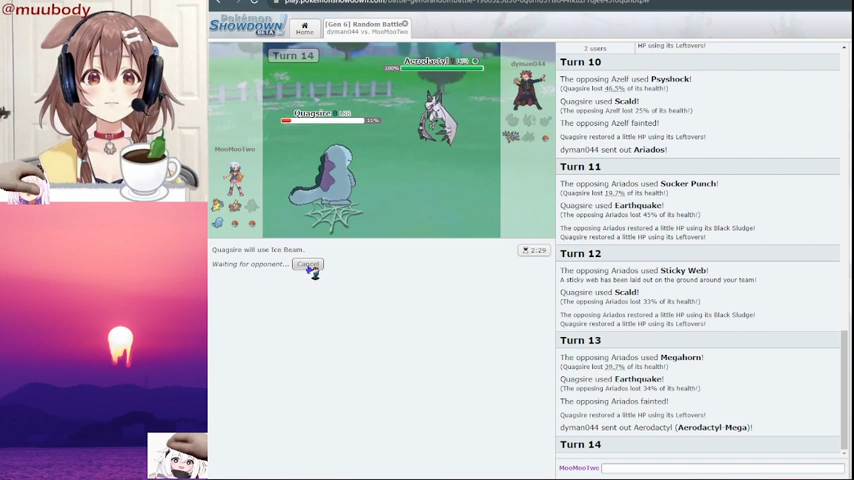 @muubody
Pokémon
SHOWDOWN
BETA
Home
[Gen 6] Random Battle
dyman044 vs. MooMooTwo
Turn 14
Aerodactyl
100%
dyman044
Quagsire
11%
MooMooTwo
Quagsire will use Ice Beam.
2:29
Waiting for opponent...
Cancel
2 users
HP using its Leftovers!
Turn 10
The opposing Azelf used Psyshock!
(Quagsire lost 46.5% of its health!)
Quagsire used Scald!
(The opposing Azelf lost 25% of its health!)
The opposing Azelf fainted!
Quagsire restored a little HP using its Leftovers!
dyman044 sent out Ariados!
Turn 11
The opposing Ariados used Sucker Punch!
(Quagsire lost 19.7% of its health!)
Quagsire used Earthquake!
(The opposing Ariados lost 45% of its health!)
The opposing Ariados restored a little HP using its Black Sludge!
Quagsire restored a little HP using its Leftovers!
Turn 12
The opposing Ariados used Sticky Web!
A sticky web has been laid out on the ground around your team!
Quagsire used Scald!
(The opposing Ariados lost 33% of its health!)
The opposing Ariados restored a little HP using its Black Sludge!
Quagsire restored a little HP using its Leftovers!
Turn 13
The opposing Ariados used Megahorn!
(Quagsire lost 39.7% of its health!)
Quagsire used Earthquake!
(The opposing Ariados lost 34% of its health!)
The opposing Ariados fainted!
Quagsire restored a little HP using its Leftovers!
dyman044 sent out Aerodactyl (Aerodactyl-Mega)!
Turn 14
MooMooTwo